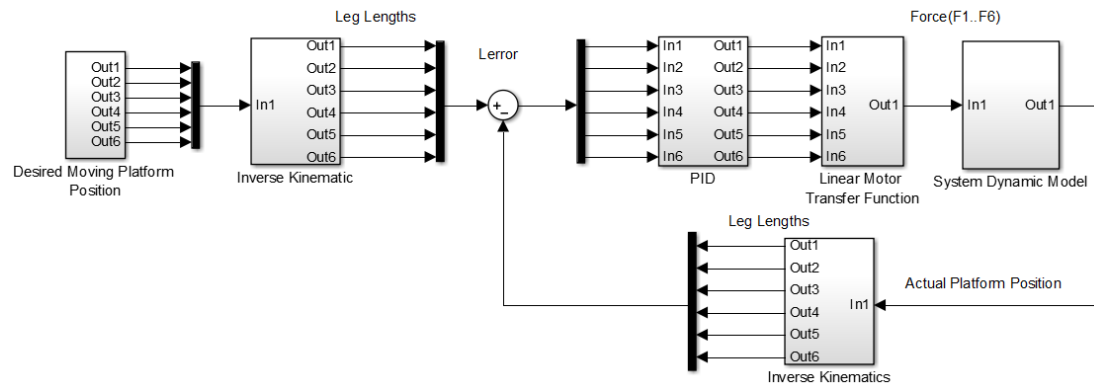 Leg Lengths
Force(F1..F6)
Lerror
Out1
Out2
Out3
Out4
Out5
Out6
Desired Moving Platform
Position
In1
Out1
Out2
Out3
Out4
Out5
Out6
Inverse Kinematic
+
−
In1
In2
In3
In4
In5
In6
Out1
Out2
Out3
Out4
Out5
Out6
PID
In1
In2
In3
In4
In5
In6
Out1
Linear Motor
Transfer Function
In1
Out1
System Dynamic Model
Leg Lengths
Out1
Out2
Out3
Out4
Out5
Out6
In1
Inverse Kinematics
Actual Platform Position